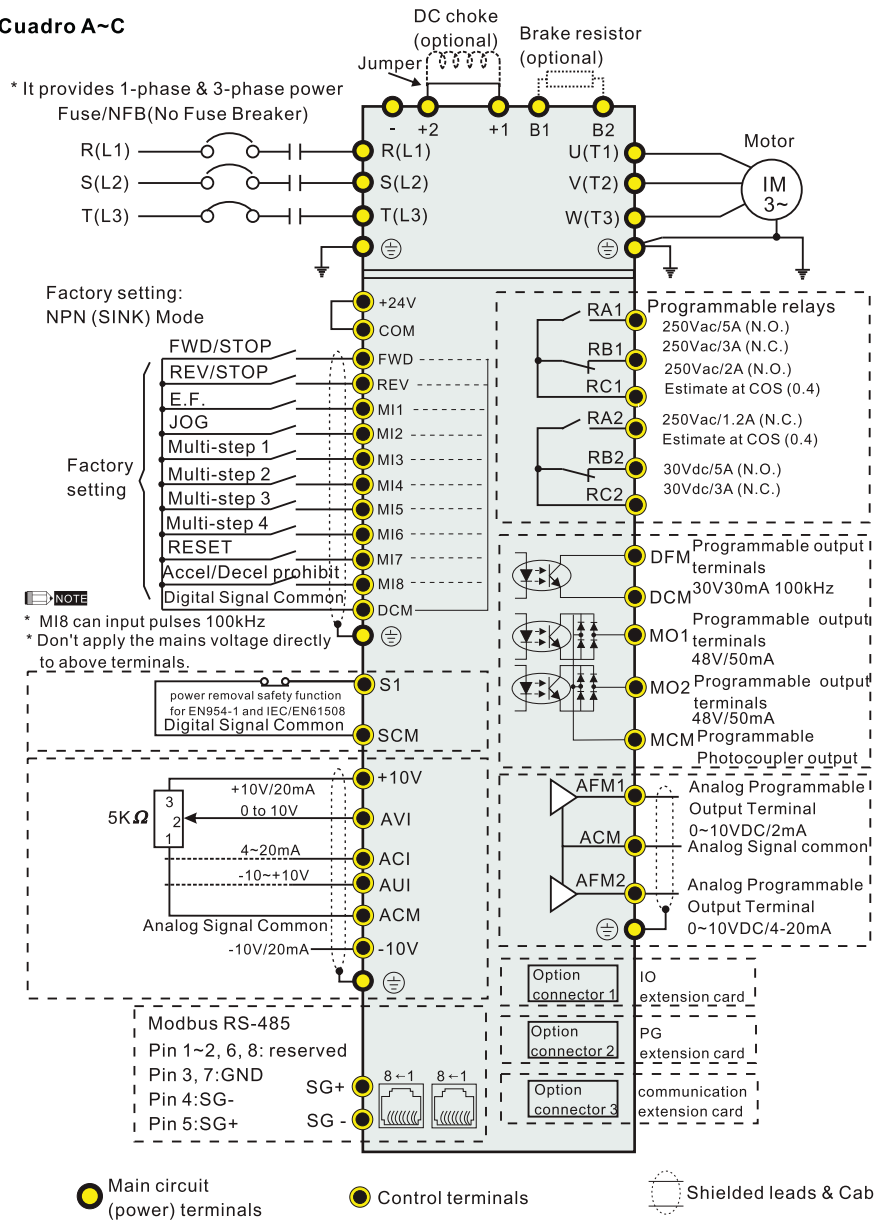 Cuadro A~C
DC choke
(optional)
Brake resistor
(optional)
Jumper
* It provides 1-phase & 3-phase power
Fuse/NFB(No Fuse Breaker)
- +2 +1 B1 B2
Motor
R(L1) R(L1) U(T1)
S(L2) S(L2) V(T2)
IM
3~
T(L3) T(L3) W(T3)
Factory setting:
NPN (SINK) Mode
+24V
COM
FWD/STOP
FWD
REV/STOP
REV
E.F.
MI1
JOG
MI2
Multi-step 1
MI3
Multi-step 2
MI4
Multi-step 3
MI5
Multi-step 4
MI6
RESET
MI7
Accel/Decel prohibit
MI8
Digital Signal Common
DCM
Factory
setting
NOTE
* MI8 can input pulses 100kHz
* Don't apply the mains voltage directly
to above terminals.
RA1
RB1
RC1
RA2
RB2
RC2
Programmable relays
250Vac/5A (N.O.)
250Vac/3A (N.C.)
250Vac/2A (N.O.)
Estimate at COS (0.4)
250Vac/1.2A (N.C.)
Estimate at COS (0.4)
30Vdc/5A (N.O.)
30Vdc/3A (N.C.)
DFM
Programmable output
terminals
30V30mA 100kHz
DCM
MO1
Programmable output
terminals
48V/50mA
MO2
Programmable output
terminals
48V/50mA
MCM
Programmable
Photocoupler output
S1
power removal safety function
for EN954-1 and IEC/EN61508
Digital Signal Common
SCM
+10V/20mA
+10V
5KΩ
3
2
1
0 to 10V
AVI
4~20mA
ACI
-10~+10V
AUI
ACM
Analog Signal Common
-10V/20mA
-10V
AFM1
Analog Programmable
Output Terminal
0~10VDC/2mA
ACM
Analog Signal common
AFM2
Analog Programmable
Output Terminal
0~10VDC/4-20mA
Option
connector 1
IO
extension card
Option
connector 2
PG
extension card
Option
connector 3
communication
extension card
Modbus RS-485
Pin 1~2, 6, 8: reserved
Pin 3, 7:GND
Pin 4:SG-
Pin 5:SG+
SG+
SG -
8←1 8←1
Main circuit
(power) terminals
Control terminals
Shielded leads & Cab